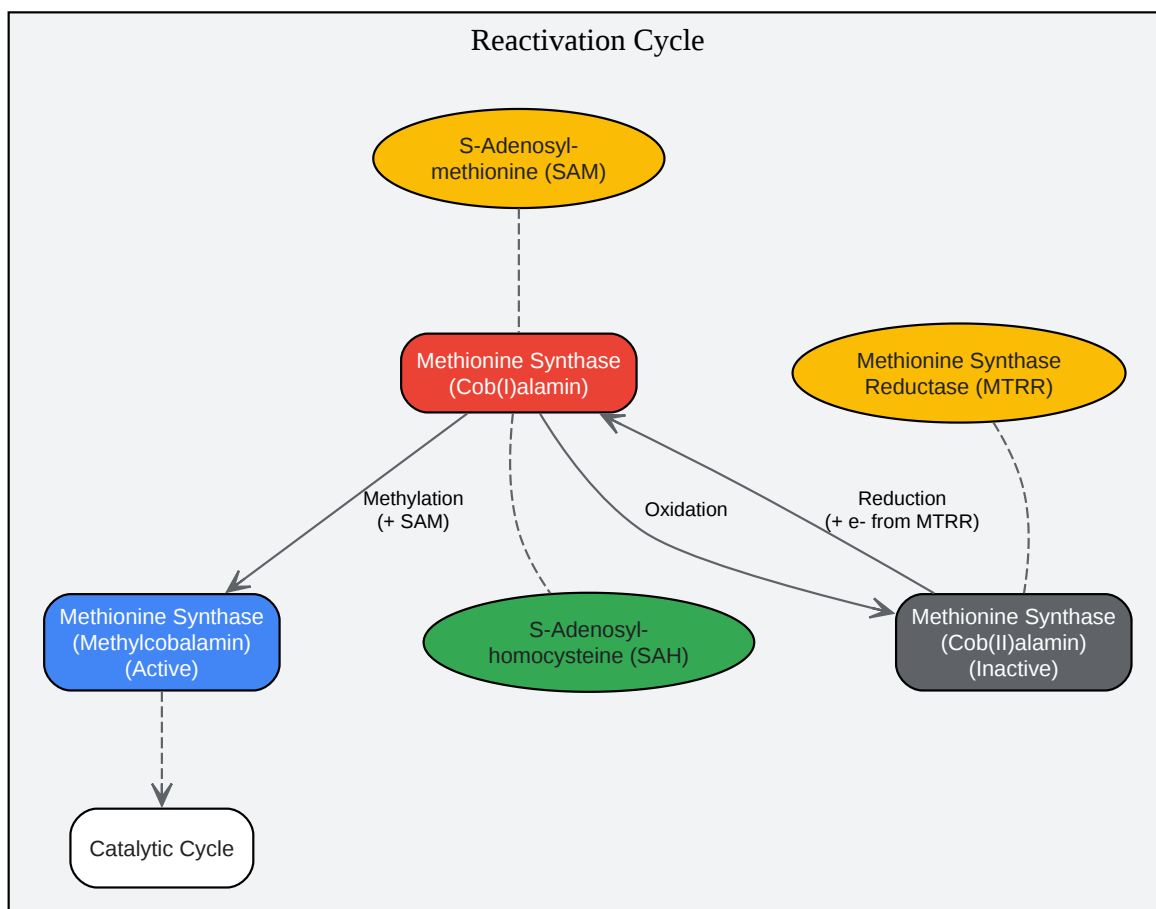 Reactivation Cycle
S-Adenosyl-
methionine (SAM)
Methionine Synthase
(Cob(I)alamin)
Methionine Synthase
Reductase (MTRR)
Methylation
(+ SAM)
Oxidation
Reduction
(+ e- from MTRR)
Methionine Synthase
(Methylcobalamin)
(Active)
S-Adenosyl-
homocysteine (SAH)
Methionine Synthase
(Cob(II)alamin)
(Inactive)
Catalytic Cycle